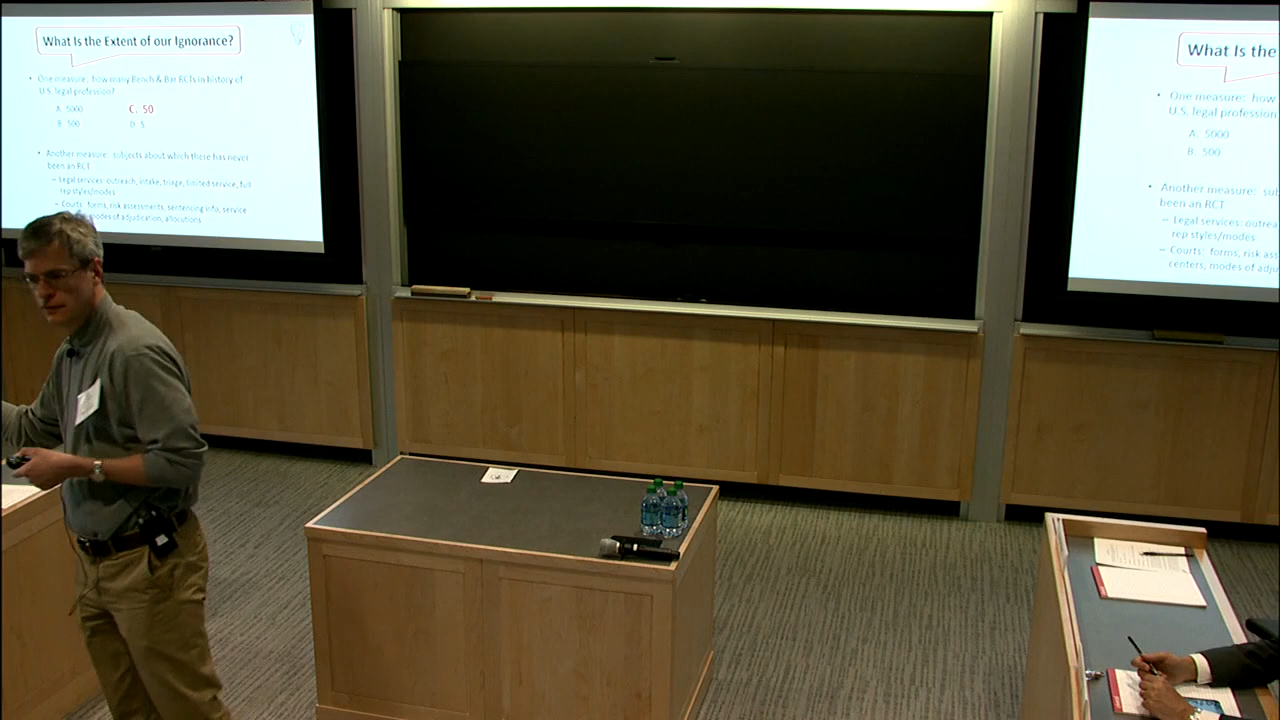 What Is the Extent of our Ignorance?
• One measure: how many Bench & Bar RCTs in history of
U.S. legal profession?
A. 5000
C. 50
B. 500
D. 5
• Another measure: subjects about which there has never
been an RCT
– Legal services: outreach, intake, triage, limited service, full
rep styles/modes
– Courts: forms, risk assessments, sentencing info, service
modes of adjudication, allocutions
What Is the
• One measure: how
U.S. legal profession
A. 5000
B. 500
• Another measure: sub
been an RCT
– Legal services: outrea
rep styles/modes
– Courts: forms, risk ass
centers, modes of adju